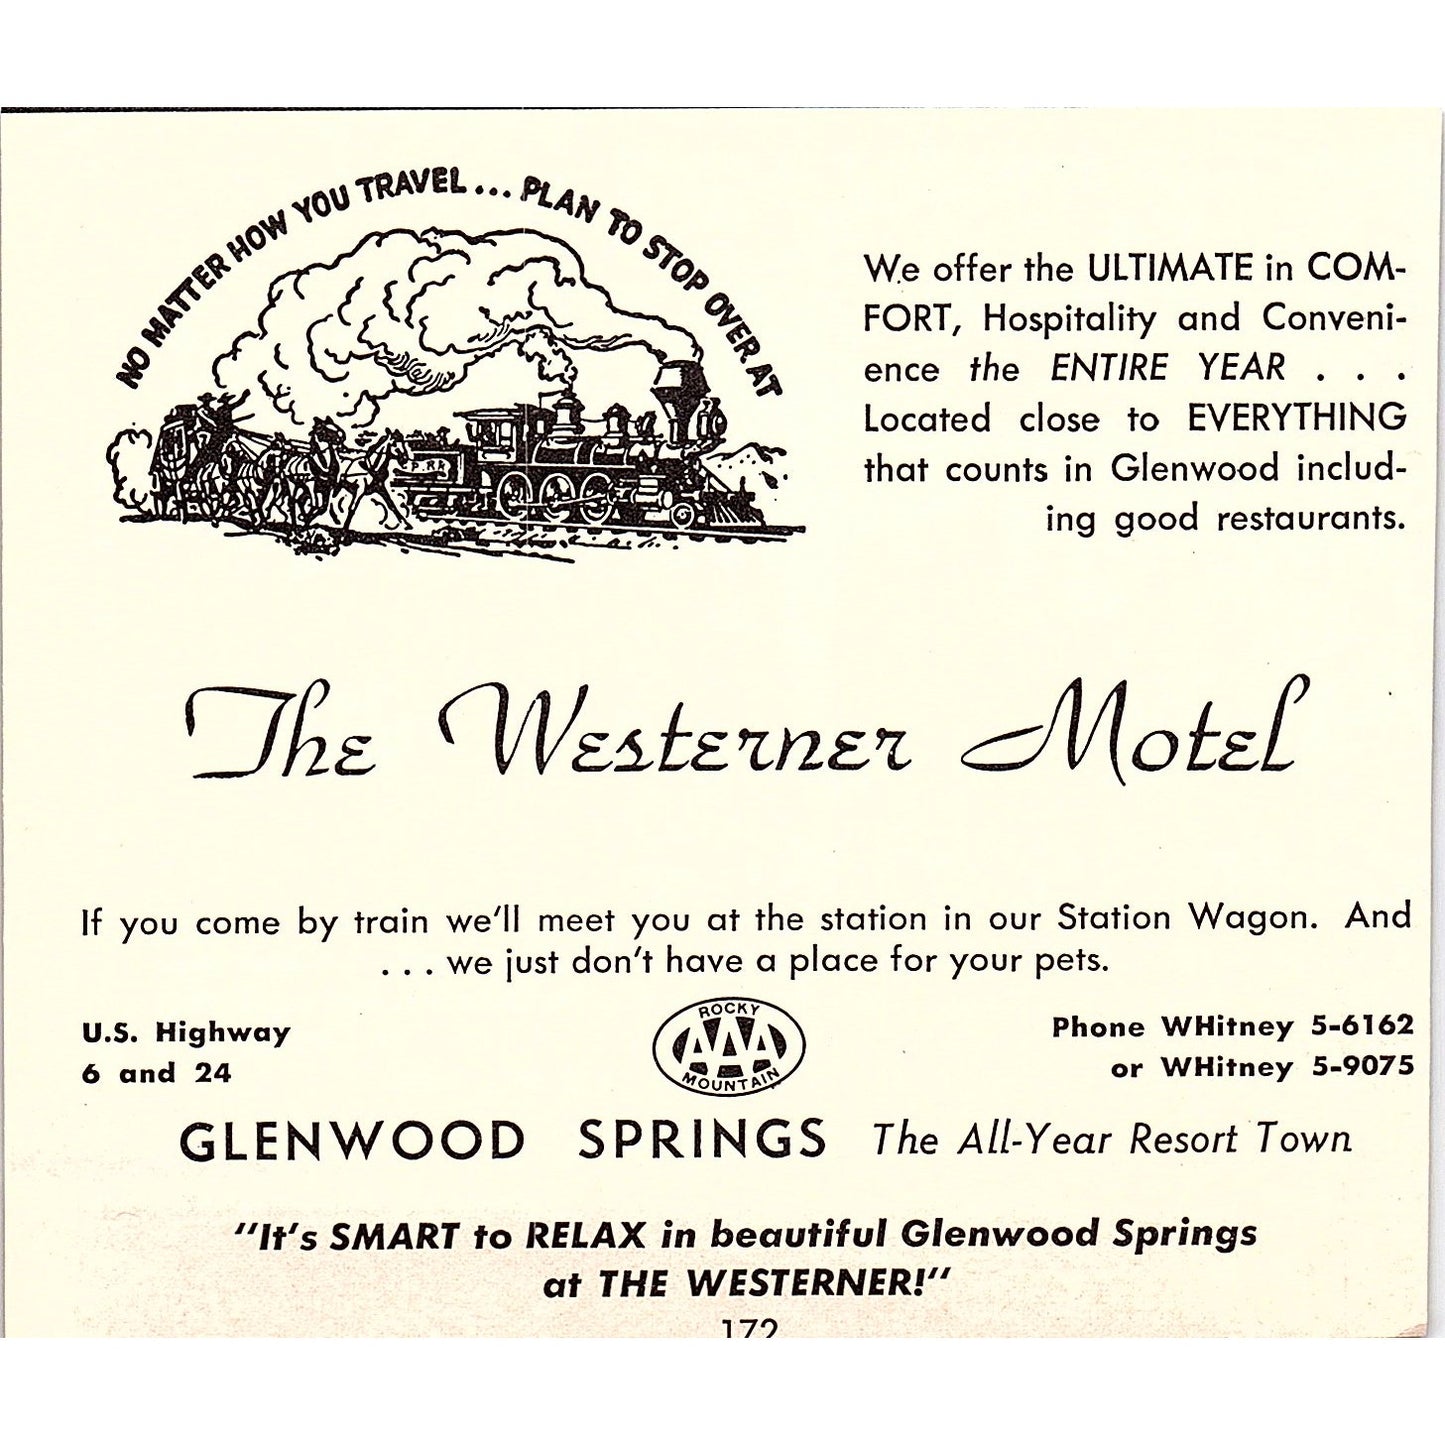 NO MATTER HOW YOU TRAVEL ... PLAN TO STOP OVER AT
P.RR
We offer the ULTIMATE in COM-
FORT, Hospitality and Conveni-
ence the ENTIRE YEAR . . .
Located close to EVERYTHING
that counts in Glenwood includ-
ing good restaurants.
The Westerner Motel
If you come by train we'll meet you at the station in our Station Wagon. And
. . . we just don't have a place for your pets.
U.S. Highway
6 and 24
ROCKY
AAA
MOUNTAIN
Phone WHitney 5-6162
or WHitney 5-9075
GLENWOOD SPRINGS The All-Year Resort Town
"It's SMART to RELAX in beautiful Glenwood Springs
at THE WESTERNER!"
172